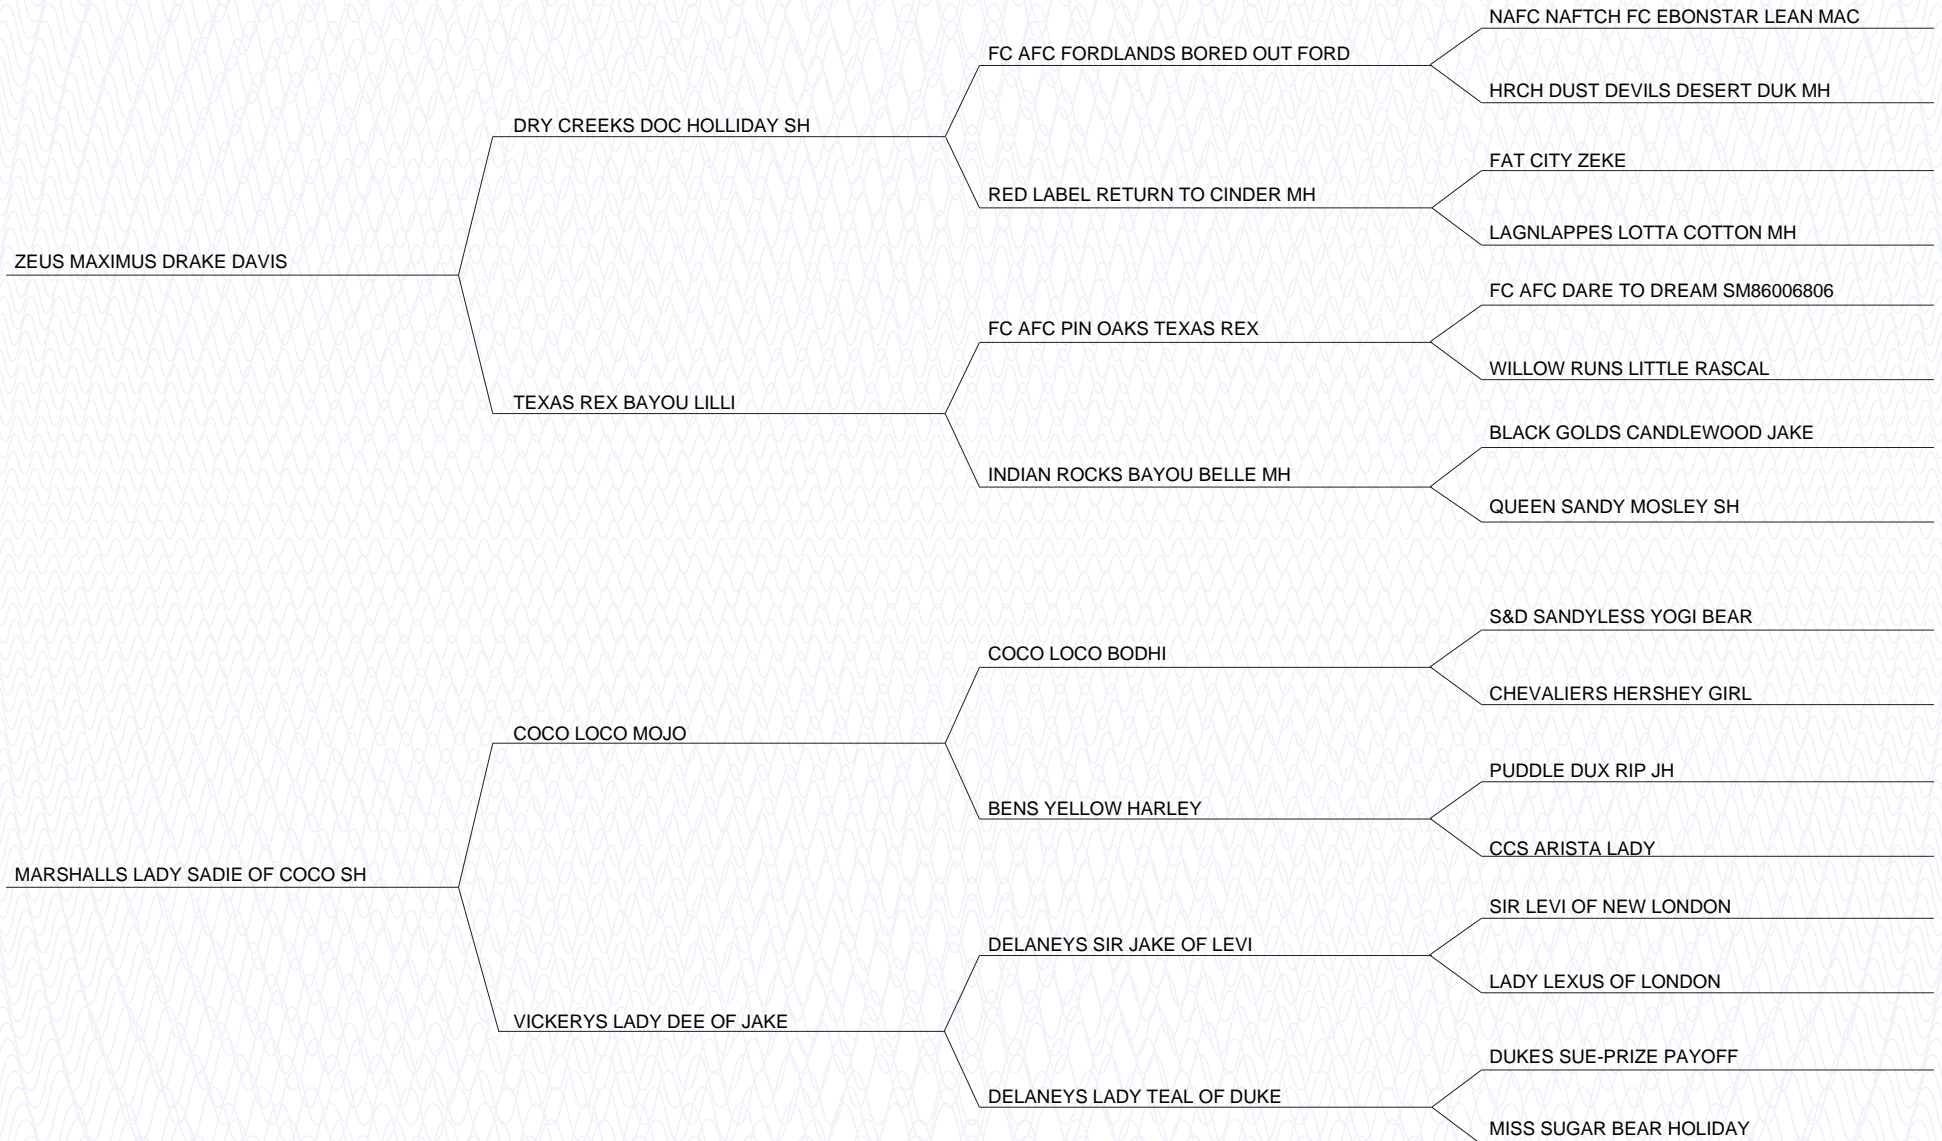 NAFC NAFTCH FC EBONSTAR LEAN MAC
FC AFC FORDLANDS BORED OUT FORD
HRCH DUST DEVILS DESERT DUK MH
DRY CREEKS DOC HOLLIDAY SH
FAT CITY ZEKE
RED LABEL RETURN TO CINDER MH
LAGNLAPPES LOTTA COTTON MH
ZEUS MAXIMUS DRAKE DAVIS
FC AFC DARE TO DREAM SM86006806
FC AFC PIN OAKS TEXAS REX
WILLOW RUNS LITTLE RASCAL
TEXAS REX BAYOU LILLI
BLACK GOLDS CANDLEWOOD JAKE
INDIAN ROCKS BAYOU BELLE MH
QUEEN SANDY MOSLEY SH
S&D SANDYLESS YOGI BEAR
COCO LOCO BODHI
CHEVALIERS HERSHEY GIRL
COCO LOCO MOJO
PUDDLE DUX RIP JH
BENS YELLOW HARLEY
CCS ARISTA LADY
MARSHALLS LADY SADIE OF COCO SH
SIR LEVI OF NEW LONDON
DELANEYS SIR JAKE OF LEVI
LADY LEXUS OF LONDON
VICKERYS LADY DEE OF JAKE
DUKES SUE-PRIZE PAYOFF
DELANEYS LADY TEAL OF DUKE
MISS SUGAR BEAR HOLIDAY